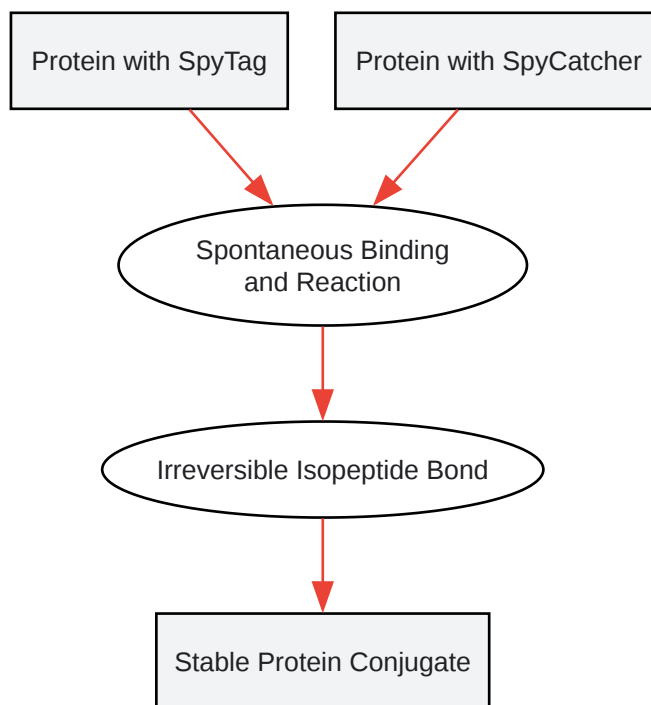 Protein with SpyTag
Protein with SpyCatcher
Spontaneous Binding
and Reaction
Irreversible Isopeptide Bond
Stable Protein Conjugate